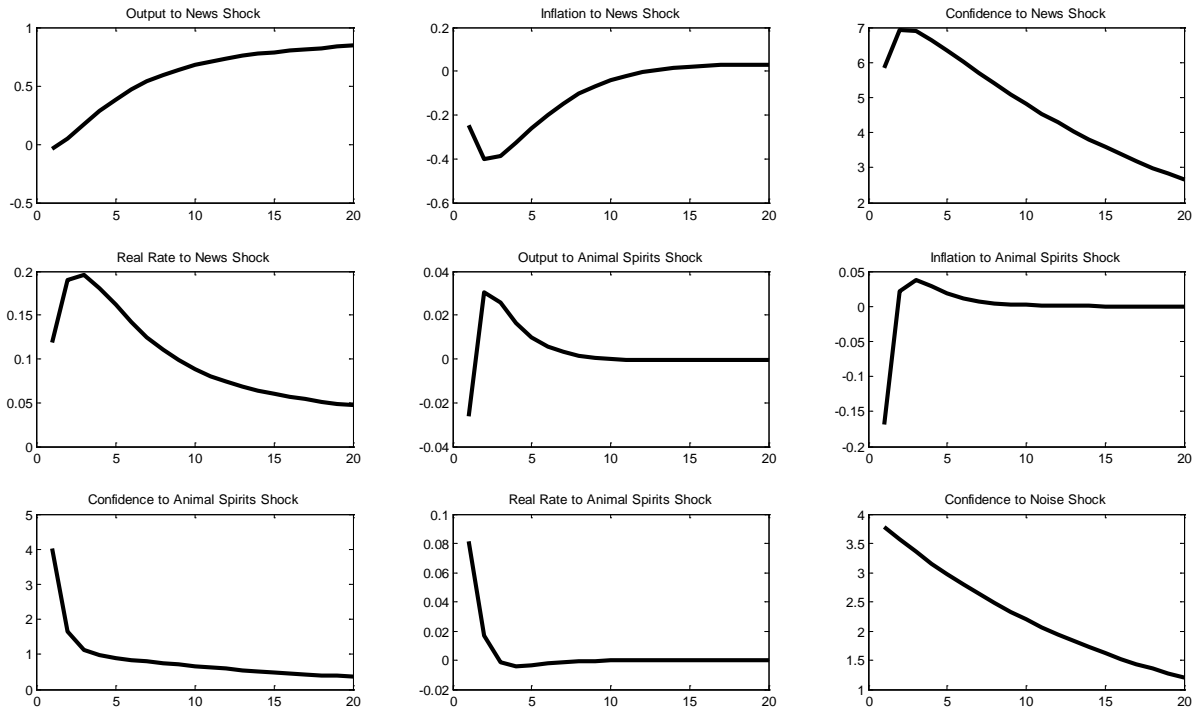 Output to News Shock
1
0.5
0
-0.5
0 5 10 15 20
Inflation to News Shock
0.2
0
-0.2
-0.4
-0.6
0 5 10 15 20
Confidence to News Shock
7
6
5
4
3
2
0 5 10 15 20
Real Rate to News Shock
0.2
0.15
0.1
0.05
0
0 5 10 15 20
Output to Animal Spirits Shock
0.04
0.02
0
-0.02
-0.04
0 5 10 15 20
Inflation to Animal Spirits Shock
0.05
0
-0.05
-0.1
-0.15
-0.2
0 5 10 15 20
Confidence to Animal Spirits Shock
5
4
3
2
1
0
0 5 10 15 20
Real Rate to Animal Spirits Shock
0.1
0.08
0.06
0.04
0.02
0
-0.02
0 5 10 15 20
Confidence to Noise Shock
4
3.5
3
2.5
2
1.5
1
0 5 10 15 20